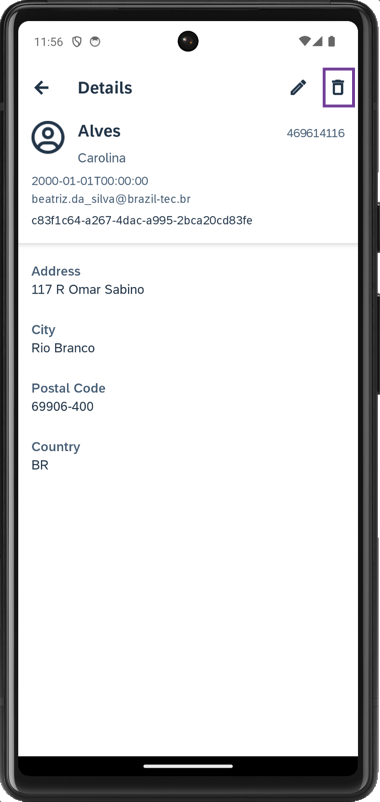 11:56
Details
Alves
469614116
Carolina
2000-01-01T00:00:00
beatriz.da_silva@brazil-tec.br
c83f1c64-a267-4dac-a995-2bca20cd83fe
Address
117 R Omar Sabino
City
Rio Branco
Postal Code
69906-400
Country
BR